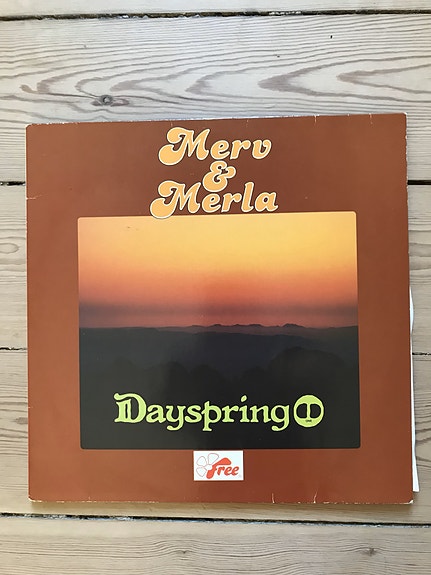 Merv
&
Merla
Dayspring
Free